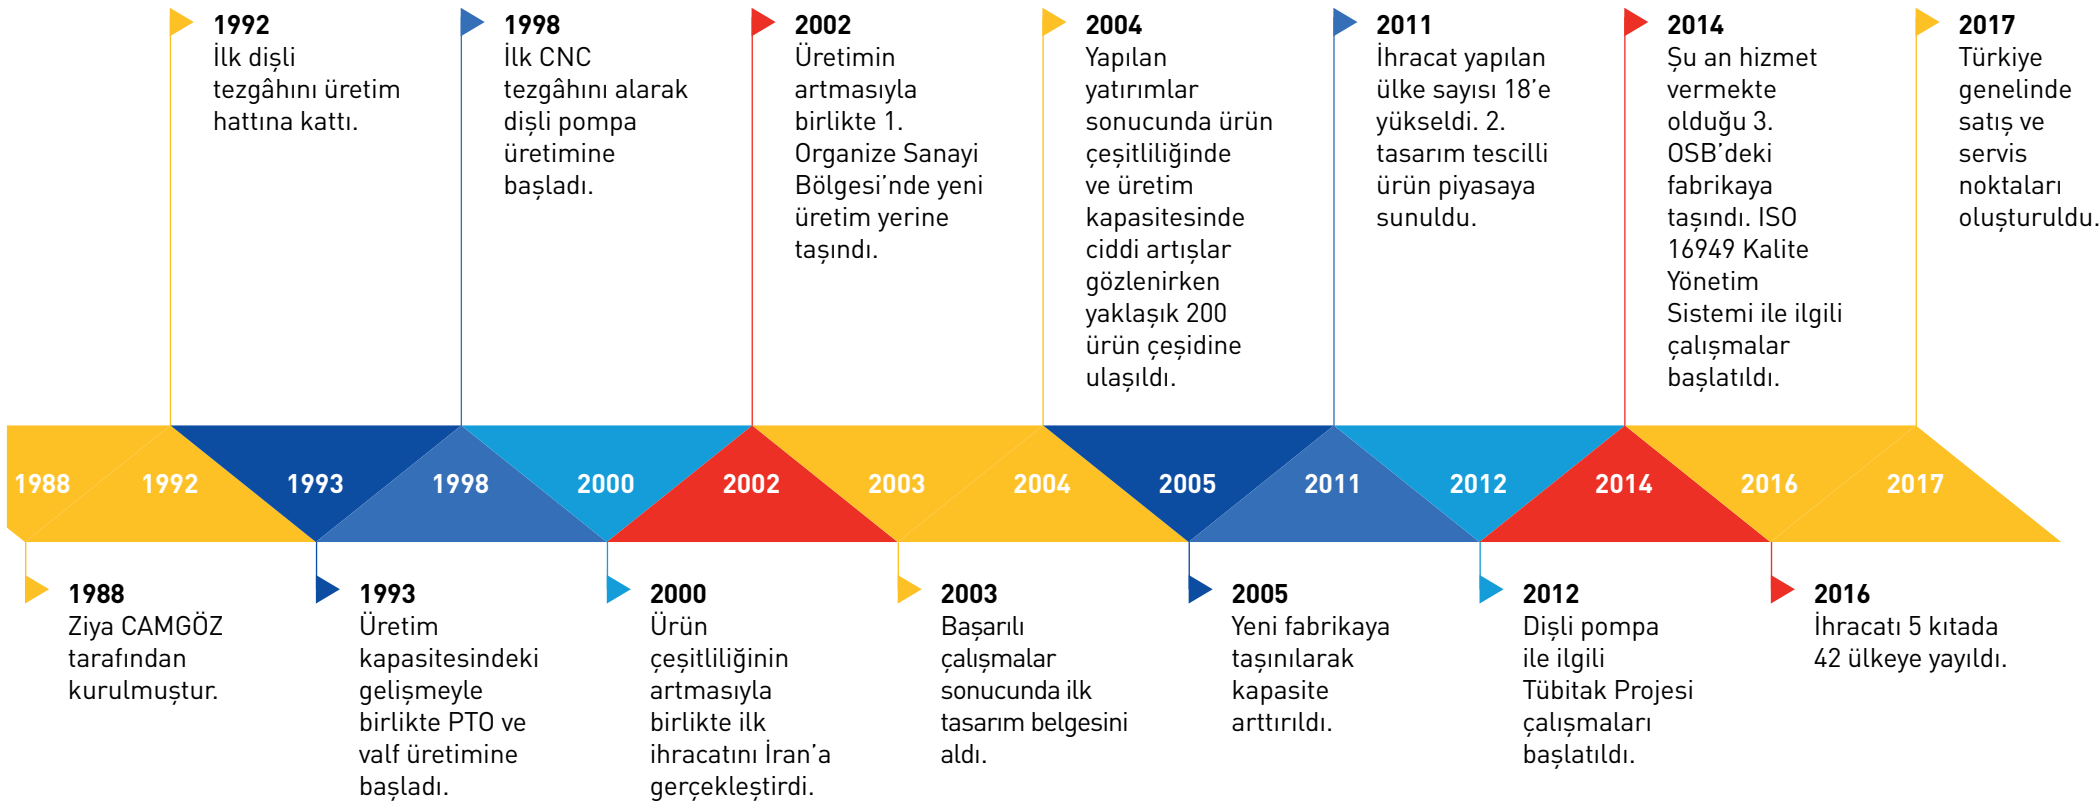 1992
İlk dişli
tezgâhını üretim
hattına kattı.
1998
İlk CNC
tezgâhını alarak
dişli pompa
üretimine
başladı.
2002
Üretimin
artmasıyla
birlikte 1.
Organize Sanayi
Bölgesi’nde yeni
üretim yerine
taşındı.
2004
Yapılan
yatırımlar
sonucunda ürün
çeşitliliğinde
ve üretim
kapasitesinde
ciddi artışlar
gözlenirken
yaklaşık 200
ürün çeşidine
ulaşıldı.
2011
İhracat yapılan
ülke sayısı 18’e
yükseldi. 2.
tasarım tescilli
ürün piyasaya
sunuldu.
2014
Şu an hizmet
vermekte
olduğu 3.
OSB’deki
fabrikaya
taşındı. ISO
16949 Kalite
Yönetim
Sistemi ile ilgili
çalışmalar
başlatıldı.
2017
Türkiye
genelinde
satış ve
servis
noktaları
oluşturuldu.
1988 1992 1993 1998 2000 2002 2003 2004 2005 2011 2012 2014 2016 2017
1988
Ziya CAMGÖZ
tarafından
kurulmuştur.
1993
Üretim
kapasitesindeki
gelişmeyle
birlikte PTO ve
valf üretimine
başladı.
2000
Ürün
çeşitliliğinin
artmasıyla
birlikte ilk
ihracatını İran’a
gerçekleştirdi.
2003
Başarılı
çalışmalar
sonucunda ilk
tasarım belgesini
aldı.
2005
Yeni fabrikaya
taşınılarak
kapasite
arttırıldı.
2012
Dişli pompa
ile ilgili
Tübitak Projesi
çalışmaları
başlatıldı.
2016
İhracatı 5 kıtada
42 ülkeye yayıldı.